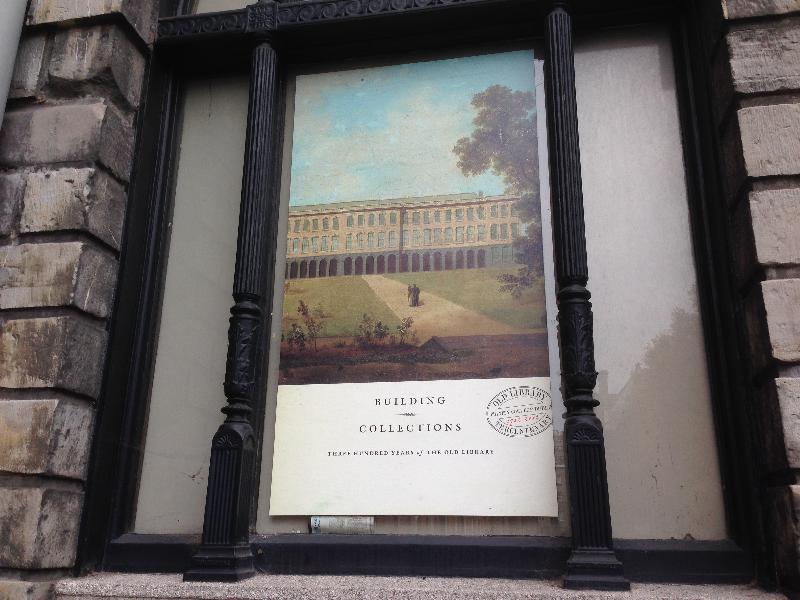 BUILDING
COLLECTIONS
THREE HUNDRED YEARS of THE OLD LIBRARY
OLD LIBRARY
TERCENTENARY